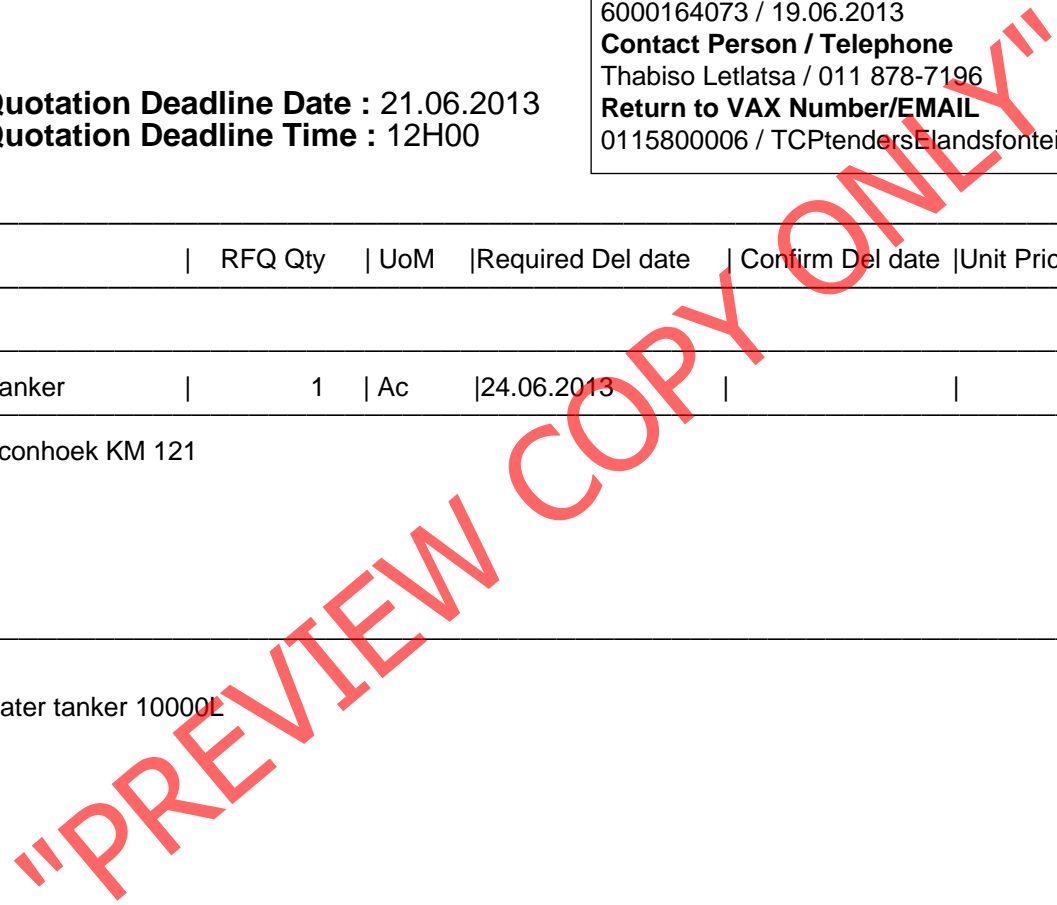 6000164073 / 19.06.2013
Contact Person / Telephone
Thabiso Letlatsa / 011 878-7196
Return to VAX Number/EMAIL
0115800006 / TCPtendersElandsfontei
Quotation Deadline Date : 21.06.2013
Quotation Deadline Time : 12H00
| RFQ Qty | UoM |Required Del date | Confirm Del date |Unit Pric
anker | 1 | Ac |24.06.2013 | |
conhoek KM 121
ater tanker 10000L
"PREVIEW COPY ONLY"